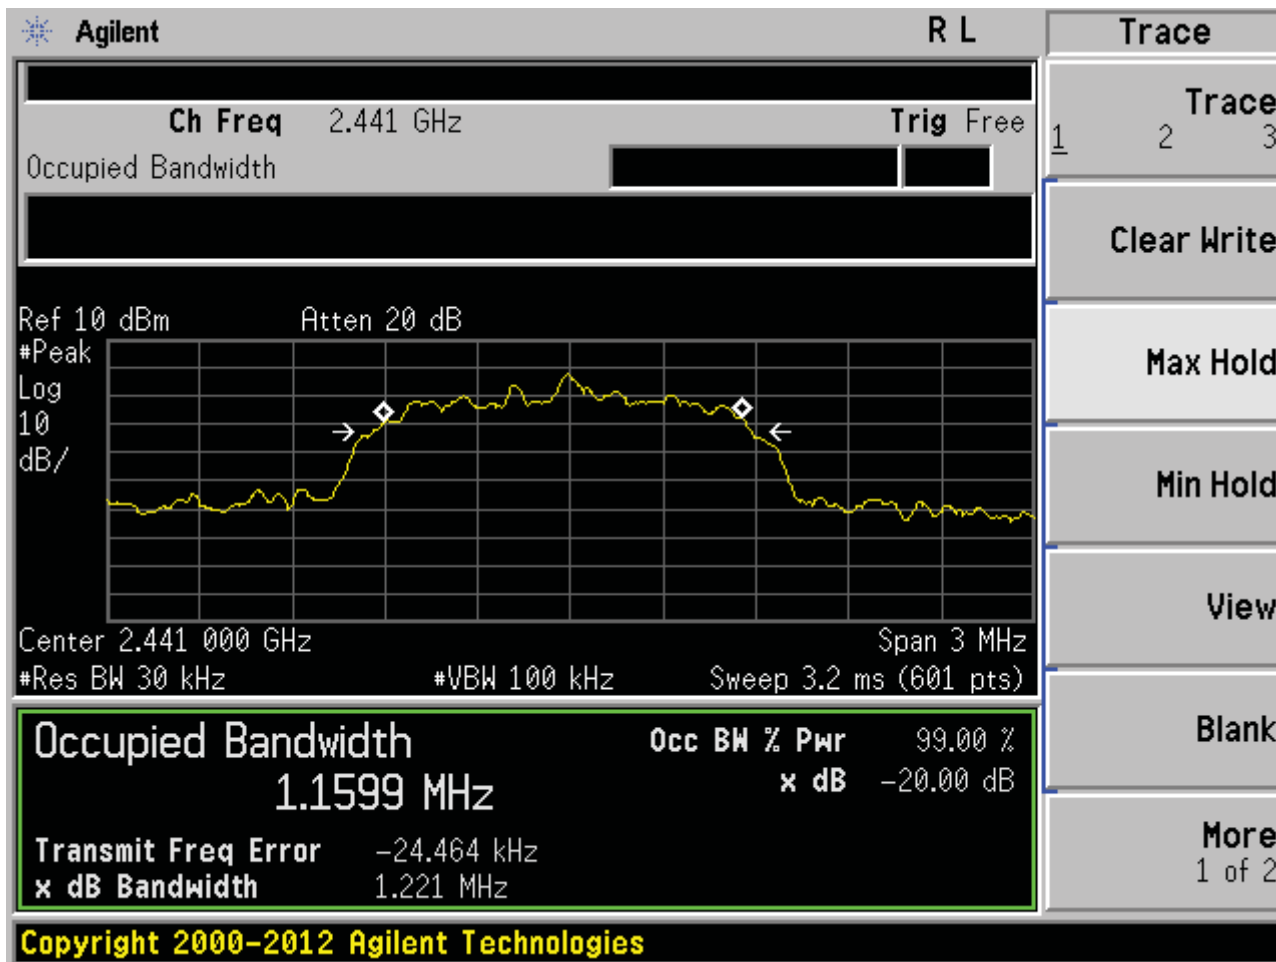 Agilent R L Trace
Ch Freq 2.441 GHz Trig Free
Occupied Bandwidth
Trace
1 2 3
Clear Write
Ref 10 dBm Atten 20 dB
#Peak
Log
10
dB/
Max Hold
Min Hold
View
Center 2.441 000 GHz Span 3 MHz
#Res BW 30 kHz #VBW 100 kHz Sweep 3.2 ms (601 pts)
Blank
Occupied Bandwidth Occ BW % Pwr 99.00 %
1.1599 MHz x dB -20.00 dB
Transmit Freq Error -24.464 kHz
x dB Bandwidth 1.221 MHz
More
1 of 2
Copyright 2000-2012 Agilent Technologies